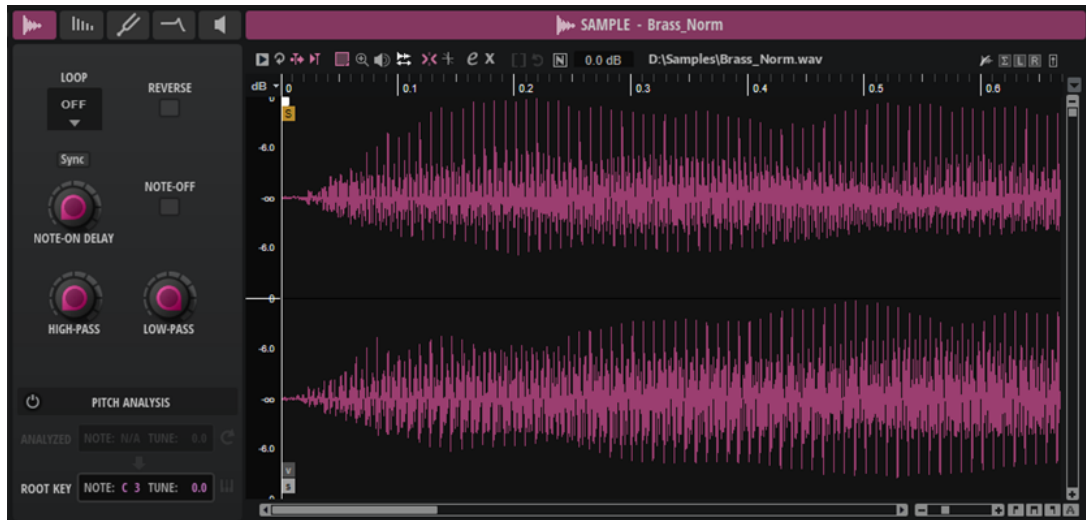 SAMPLE - Brass_Norm
N 0.0 dB D:\Samples\Brass_Norm.wav Σ L R
LOOP
OFF
REVERSE
Sync
NOTE-ON DELAY
NOTE-OFF
HIGH-PASS
LOW-PASS
PITCH ANALYSIS
ANALYZED NOTE: N/A TUNE: 0.0
ROOT KEY NOTE: C 3 TUNE: 0.0
dB 0 0.1 0.2 0.3 0.4 0.5 0.6
0
S
-6.0
-∞
-6.0
0
-6.0
-∞
-6.0
V
S
0
A